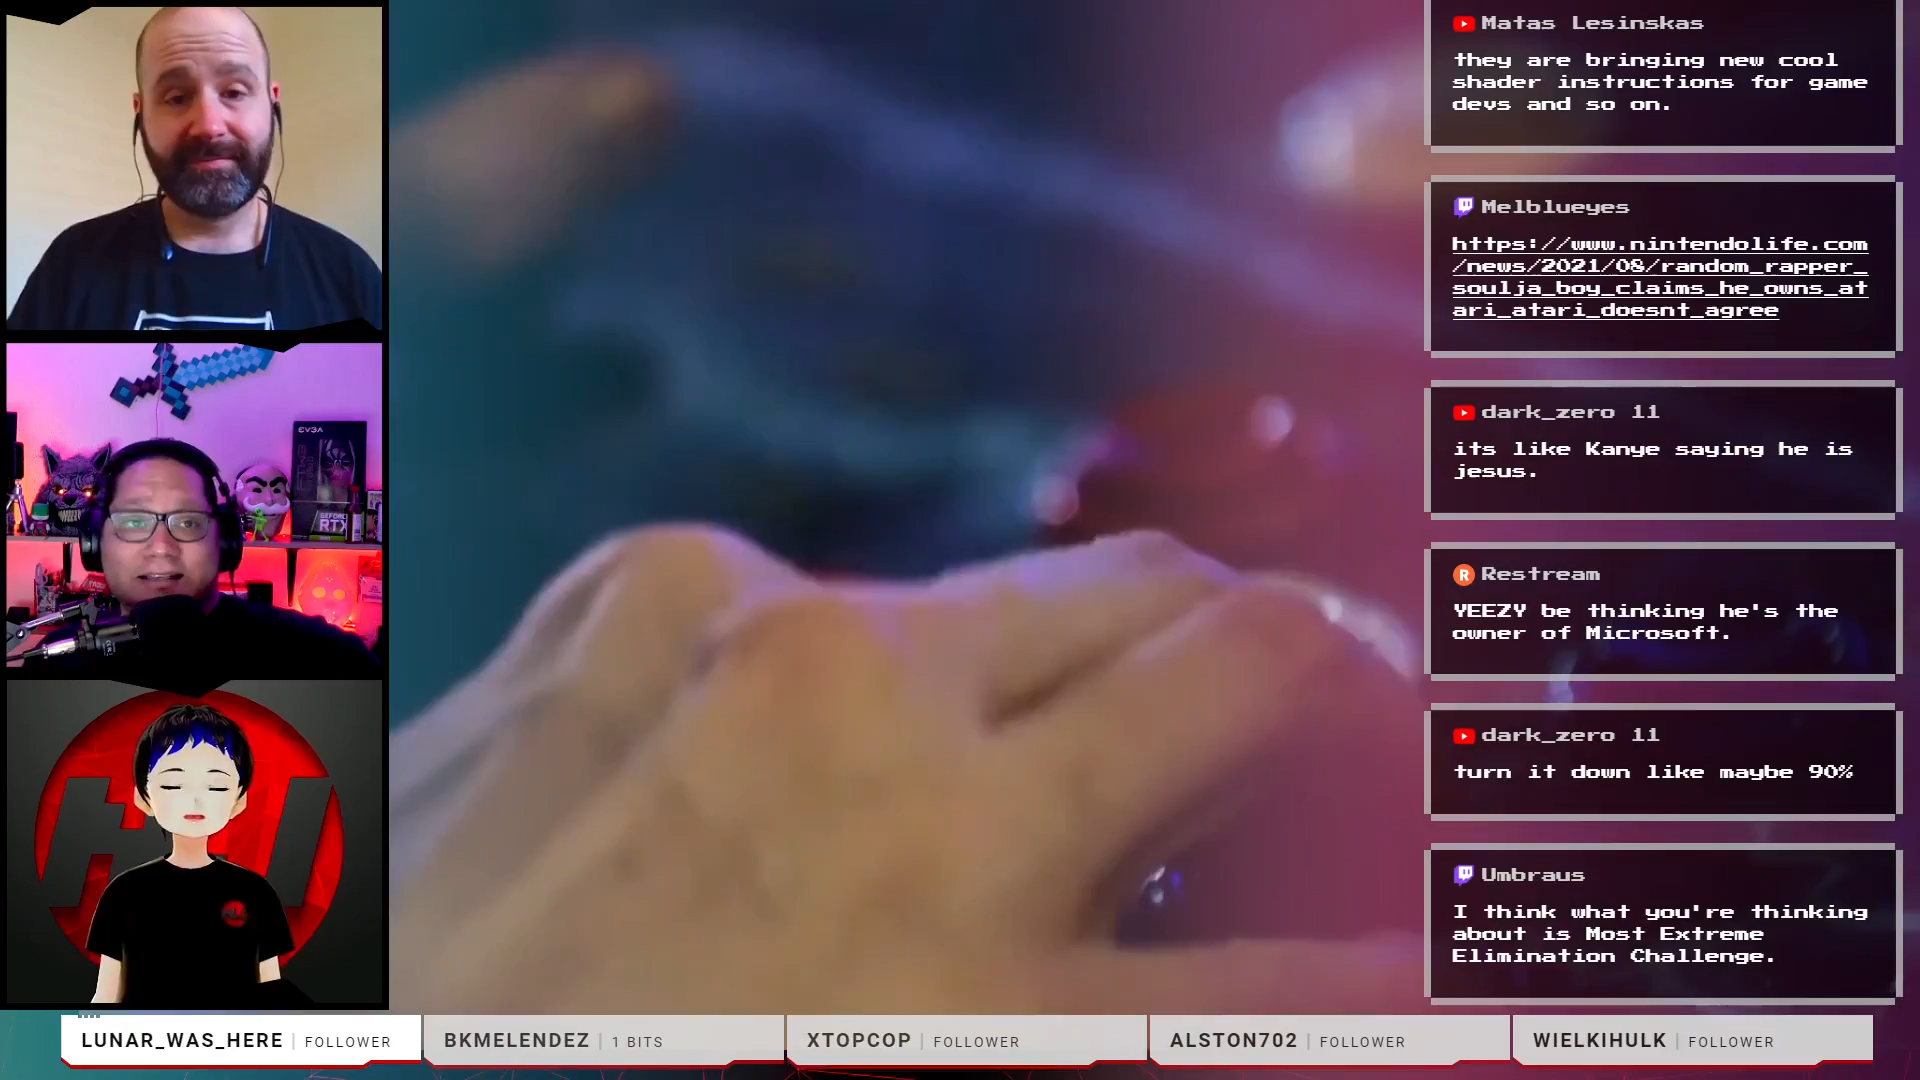 EVGA
GEFORCE
RTX
Matas Lesinskas
they are bringing new cool
shader instructions for game
devs and so on.
Melblueyes
https://www.nintendolife.com
/news/2021/08/random_rapper_
soulja_boy_claims_he_owns_at
ari_atari_doesnt_agree
dark_zero 11
its like Kanye saying he is
jesus.
Restream
YEEZY be thinking he's the
owner of Microsoft.
dark_zero 11
turn it down like maybe 90%
Umbraus
I think what you're thinking
about is Most Extreme
Elimination Challenge.
LUNAR_WAS_HERE | FOLLOWER
BKMELENDEZ | 1 BITS
XTOPCOP | FOLLOWER
ALSTON702 | FOLLOWER
WIELKIHULK | FOLLOWER